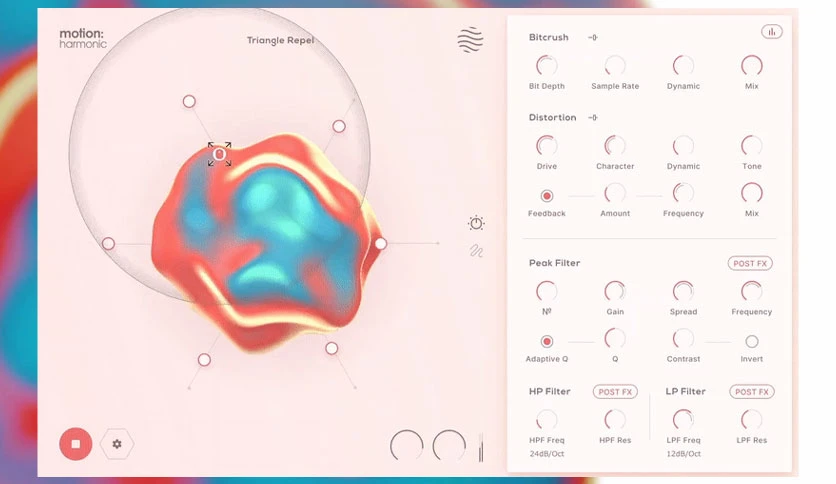 motion:
harmonic
Triangle Repel
Bitcrush
Bit Depth Sample Rate Dynamic Mix
Distortion
Drive Character Dynamic Tone
Feedback Amount Frequency Mix
Peak Filter POST FX
Nº Gain Spread Frequency
Adaptive Q Q Contrast Invert
HP Filter POST FX LP Filter POST FX
HPF Freq HPF Res LPF Freq LPF Res
24dB/Oct 12dB/Oct